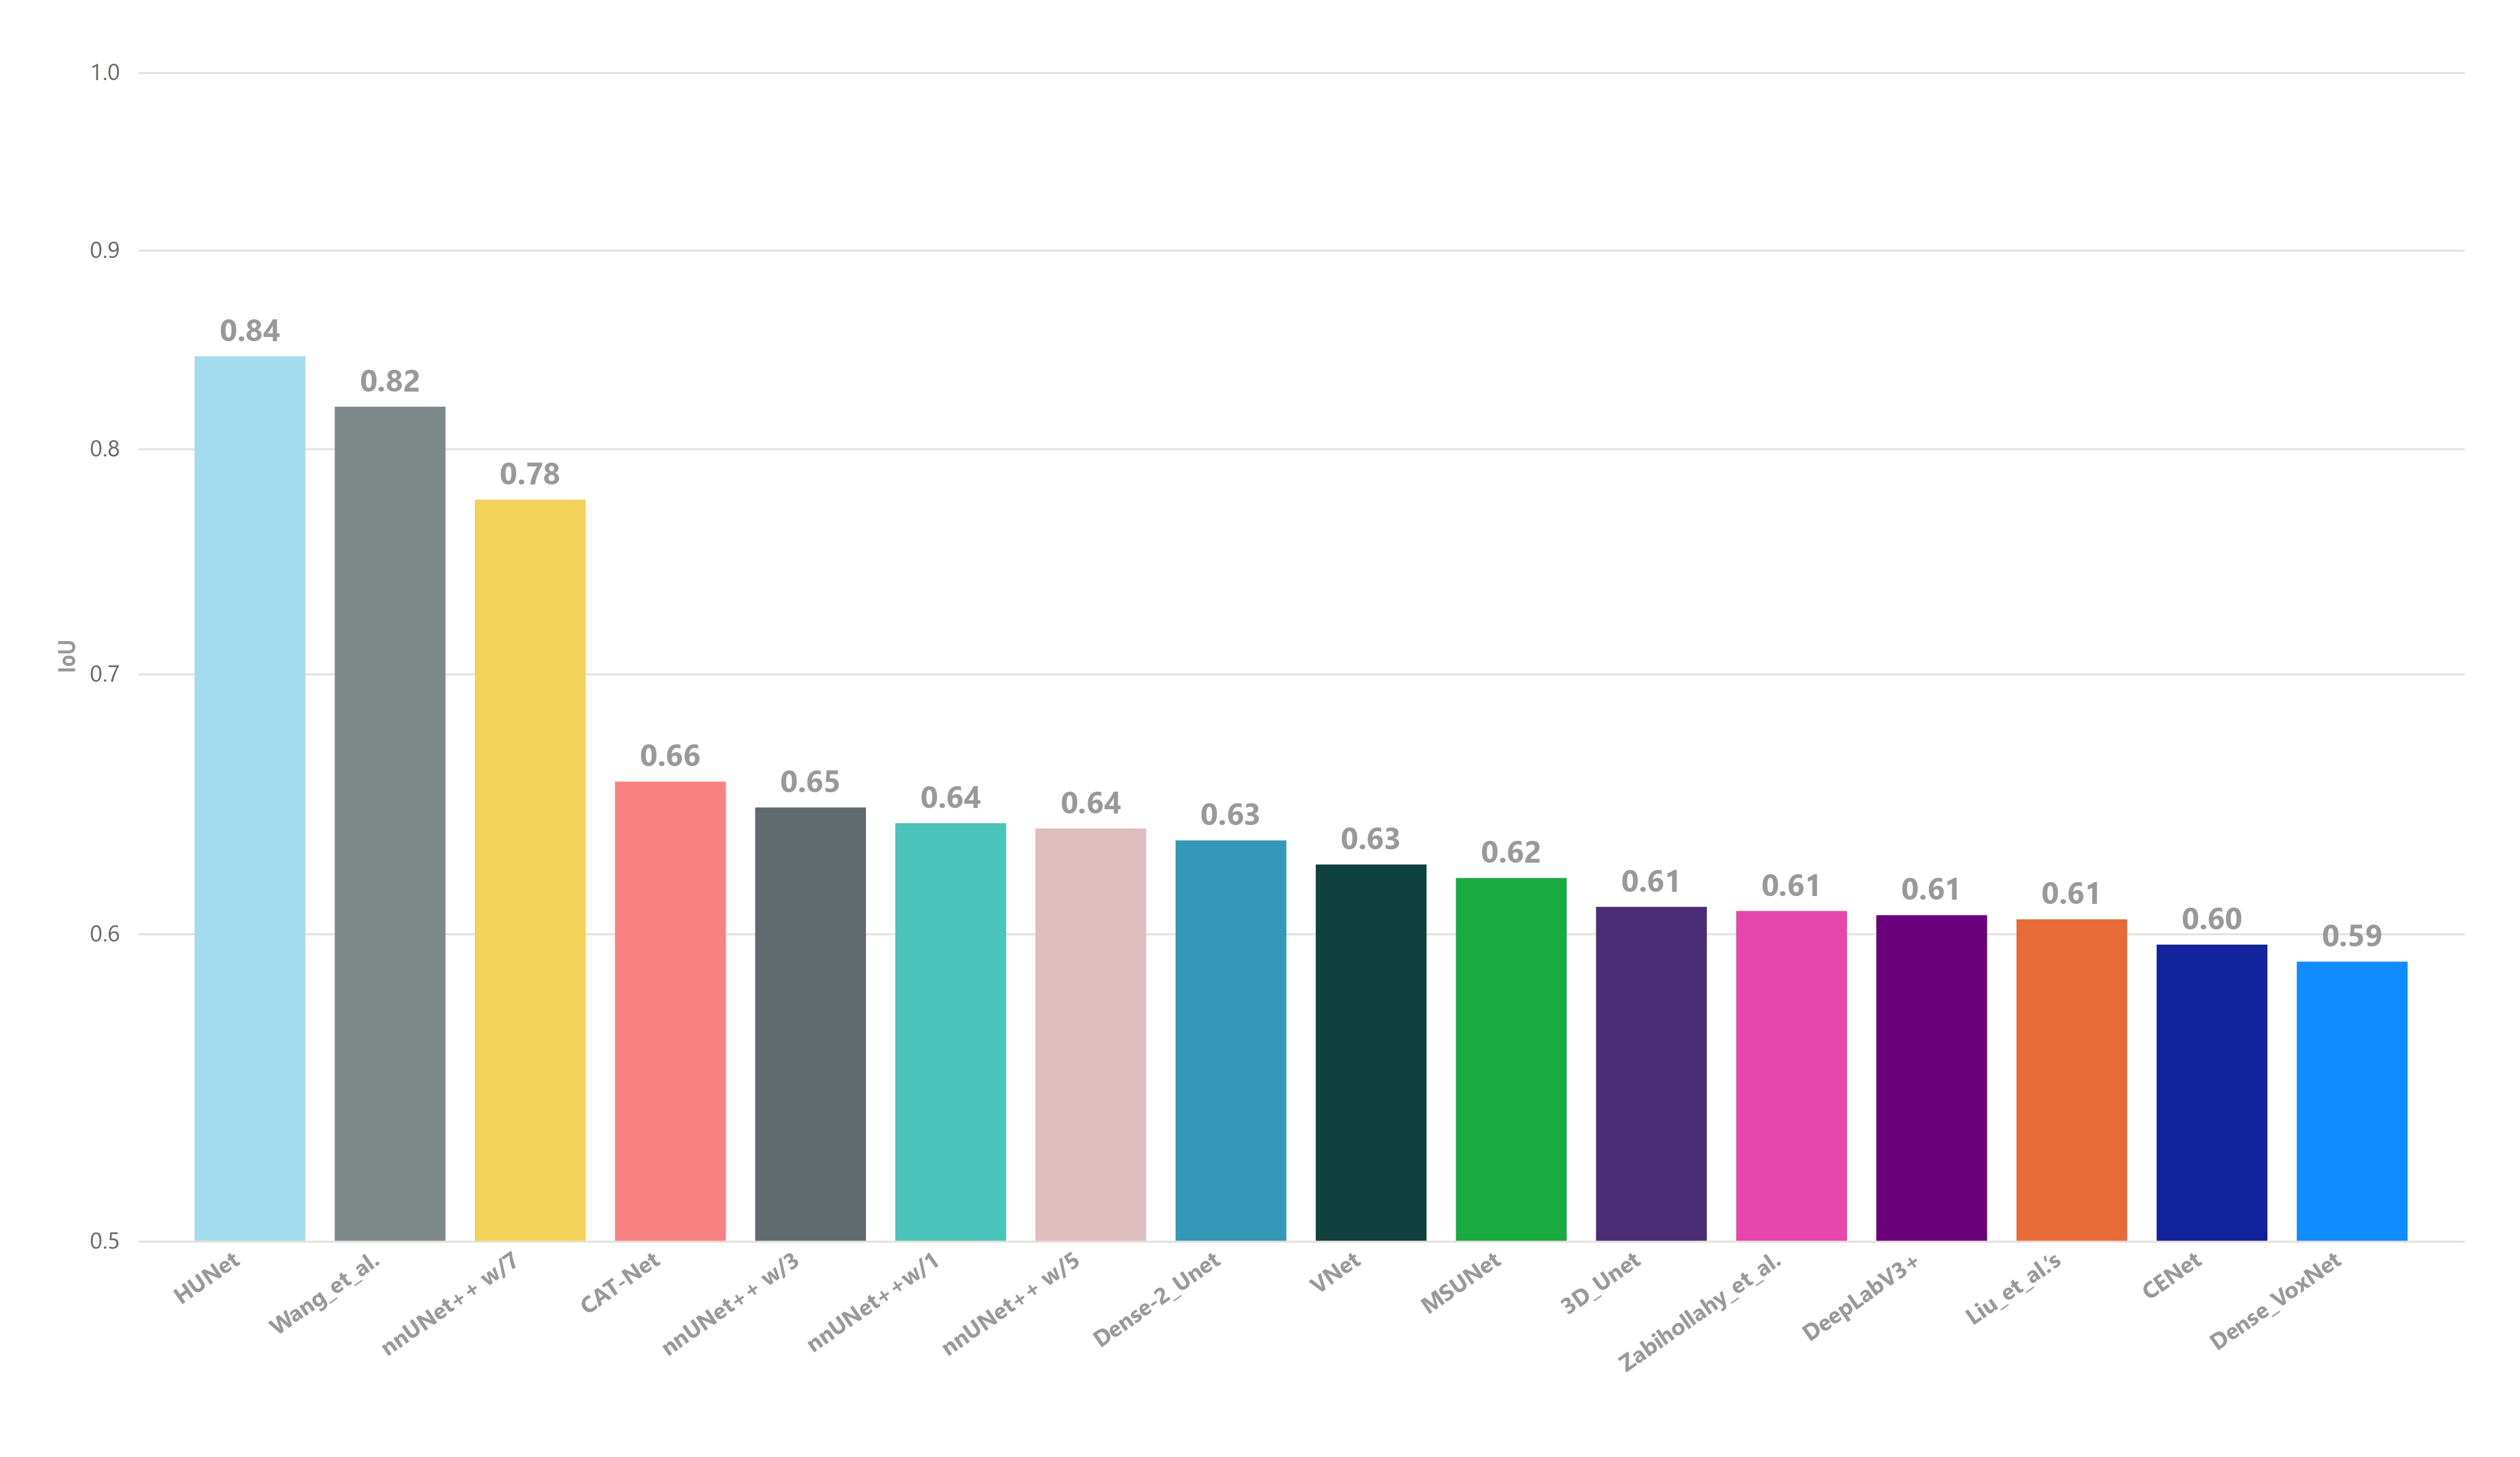 1.0
0.9
0.8
0.7
0.6
0.5
IoU
0.84
0.82
0.78
0.66
0.65
0.64
0.64
0.63
0.63
0.62
0.61
0.61
0.61
0.61
0.60
0.59
HUNet
Wang_et_al.
nnUNet++ w/7
CAT-Net
nnUNet++ w/3
nnUNet++w/1
nnUNet++ w/5
Dense-2_Unet
VNet
MSUNet
3D_Unet
Zabihollahy_et_al.
DeepLabV3+
Liu_et_al.'s
CENet
Dense_VoxNet